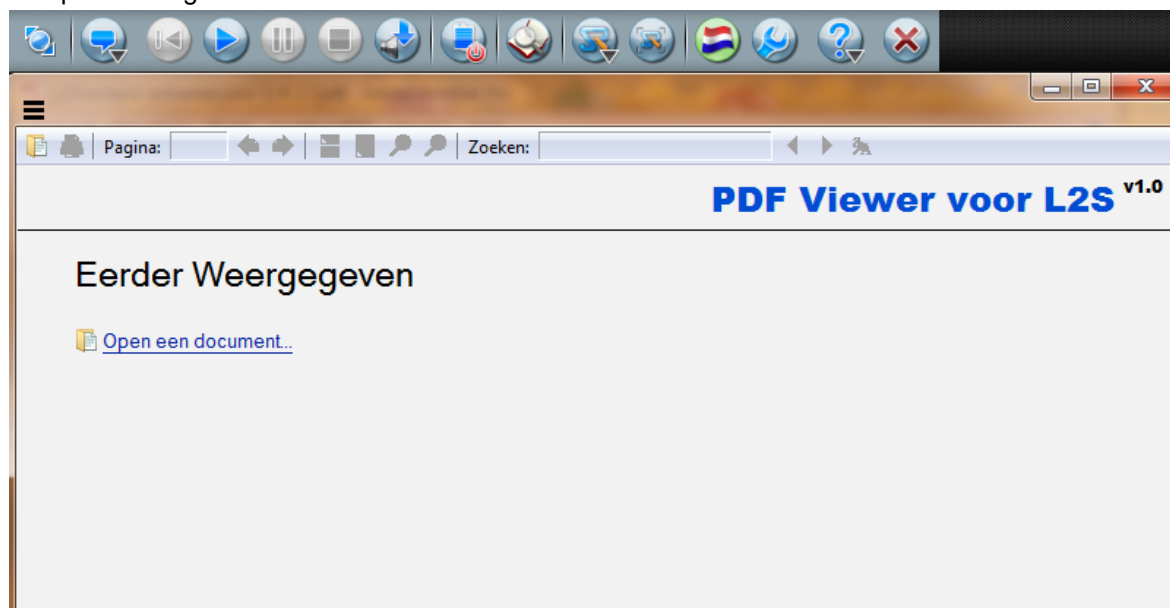 Pagina:
Zoeken:
PDF Viewer voor L2S v1.0
Eerder Weergegeven
Open een document...